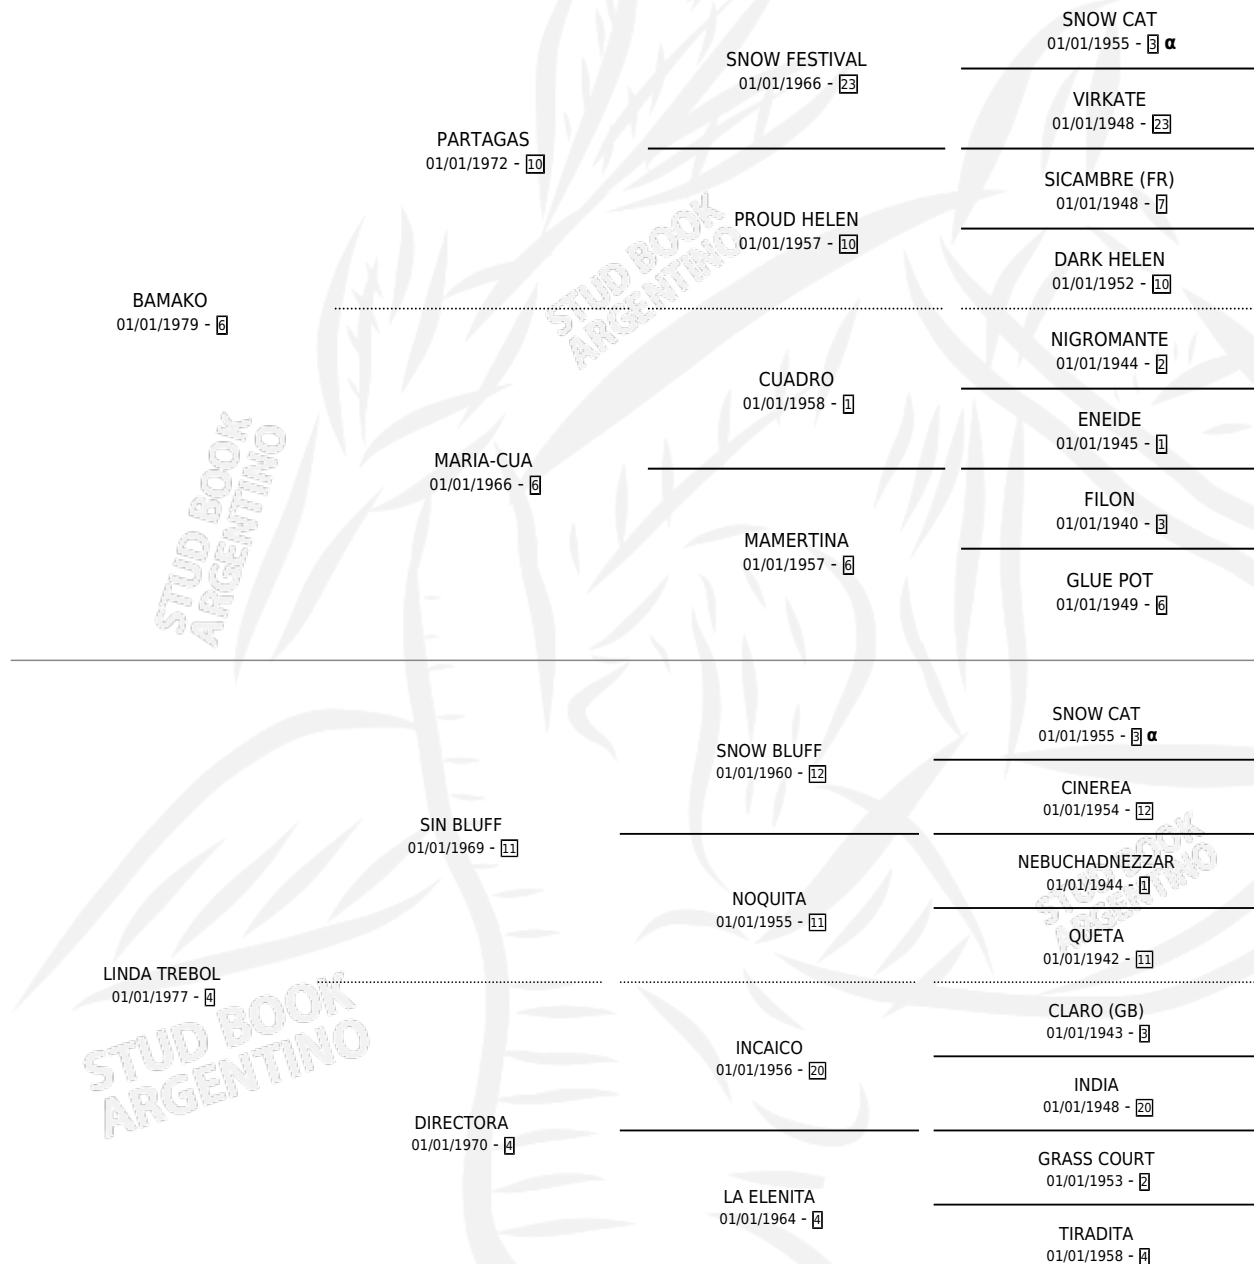 SNOW CAT
01/01/1955 - 3 α
SNOW FESTIVAL
01/01/1966 - 23
VIRKATE
01/01/1948 - 23
PARTAGAS
01/01/1972 - 10
SICAMBRE (FR)
01/01/1948 - 7
PROUD HELEN
01/01/1957 - 10
DARK HELEN
01/01/1952 - 10
STUD BOOK
ARGENTINO
BAMAKO
01/01/1979 - 6
NIGROMANTE
01/01/1944 - 2
CUADRO
01/01/1958 - 1
ENEIDE
01/01/1945 - 1
MARIA-CUA
01/01/1966 - 6
FILON
01/01/1940 - 3
MAMERTINA
01/01/1957 - 6
GLUE POT
01/01/1949 - 6
STUD BOOK
ARGENTINO
SNOW CAT
01/01/1955 - 3 α
SNOW BLUFF
01/01/1960 - 12
CINEREA
01/01/1954 - 12
SIN BLUFF
01/01/1969 - 11
NEBUCHADNEZZAR
01/01/1944 - 1
NOQUITA
01/01/1955 - 11
QUETA
01/01/1942 - 11
STUD BOOK
ARGENTINO
LINDA TREBOL
01/01/1977 - 4
CLARO (GB)
01/01/1943 - 3
INCAICO
01/01/1956 - 20
INDIA
01/01/1948 - 20
STUD BOOK
ARGENTINO
DIRECTORA
01/01/1970 - 4
GRASS COURT
01/01/1953 - 2
LA ELENITA
01/01/1964 - 4
TIRADITA
01/01/1958 - 4